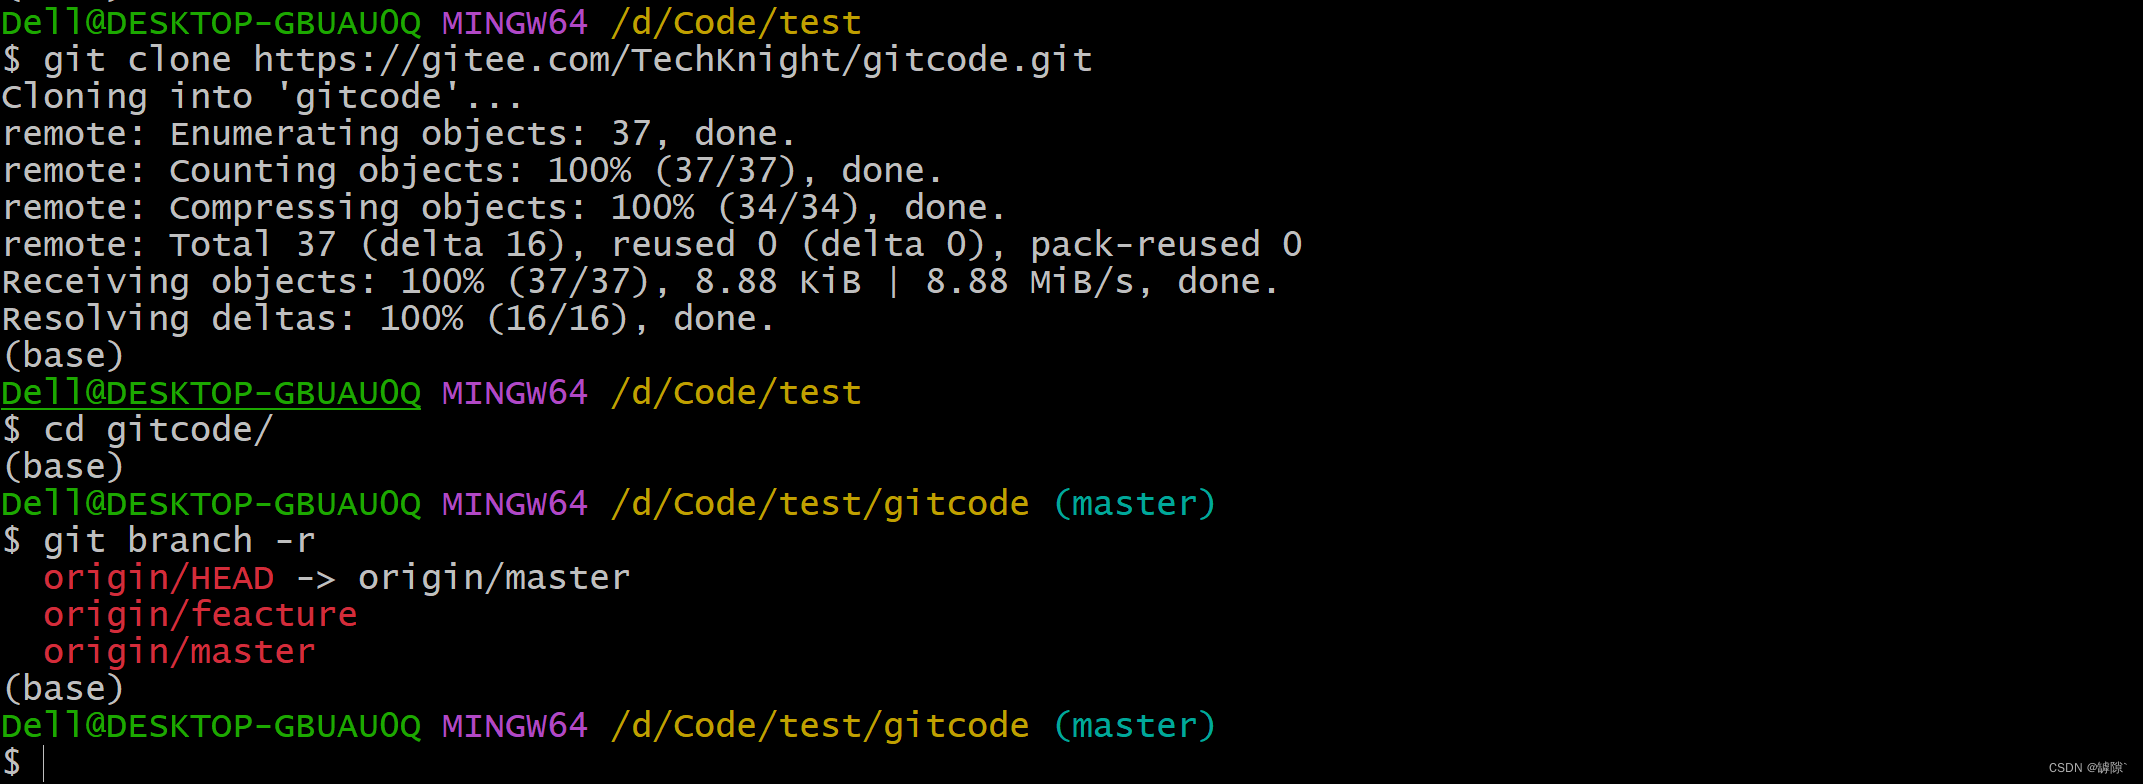 Dell@DESKTOP-GBUAU0Q MINGW64 /d/Code/test
$ git clone https://gitee.com/TechKnight/gitcode.git
Cloning into 'gitcode'...
remote: Enumerating objects: 37, done.
remote: Counting objects: 100% (37/37), done.
remote: Compressing objects: 100% (34/34), done.
remote: Total 37 (delta 16), reused 0 (delta 0), pack-reused 0
Receiving objects: 100% (37/37), 8.88 KiB | 8.88 MiB/s, done.
Resolving deltas: 100% (16/16), done.
(base)
Dell@DESKTOP-GBUAU0Q MINGW64 /d/Code/test
$ cd gitcode/
(base)
Dell@DESKTOP-GBUAU0Q MINGW64 /d/Code/test/gitcode (master)
$ git branch -r
  origin/HEAD -> origin/master
  origin/feacture
  origin/master
(base)
Dell@DESKTOP-GBUAU0Q MINGW64 /d/Code/test/gitcode (master)
$
CSDN @罅隙`